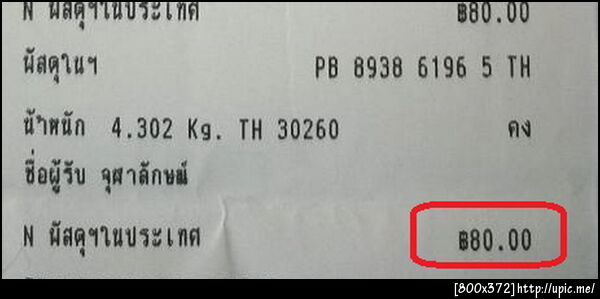 N พัสดุฯในประเทศ ฿80.00
พัสดุในฯ PB 8938 6196 5 TH
น้ำหนัก 4.302 Kg. TH 30260 คง
ชื่อผู้รับ จุฬาลักษณ์
N พัสดุฯในประเทศ ฿80.00
[800x372]http://upic.me/